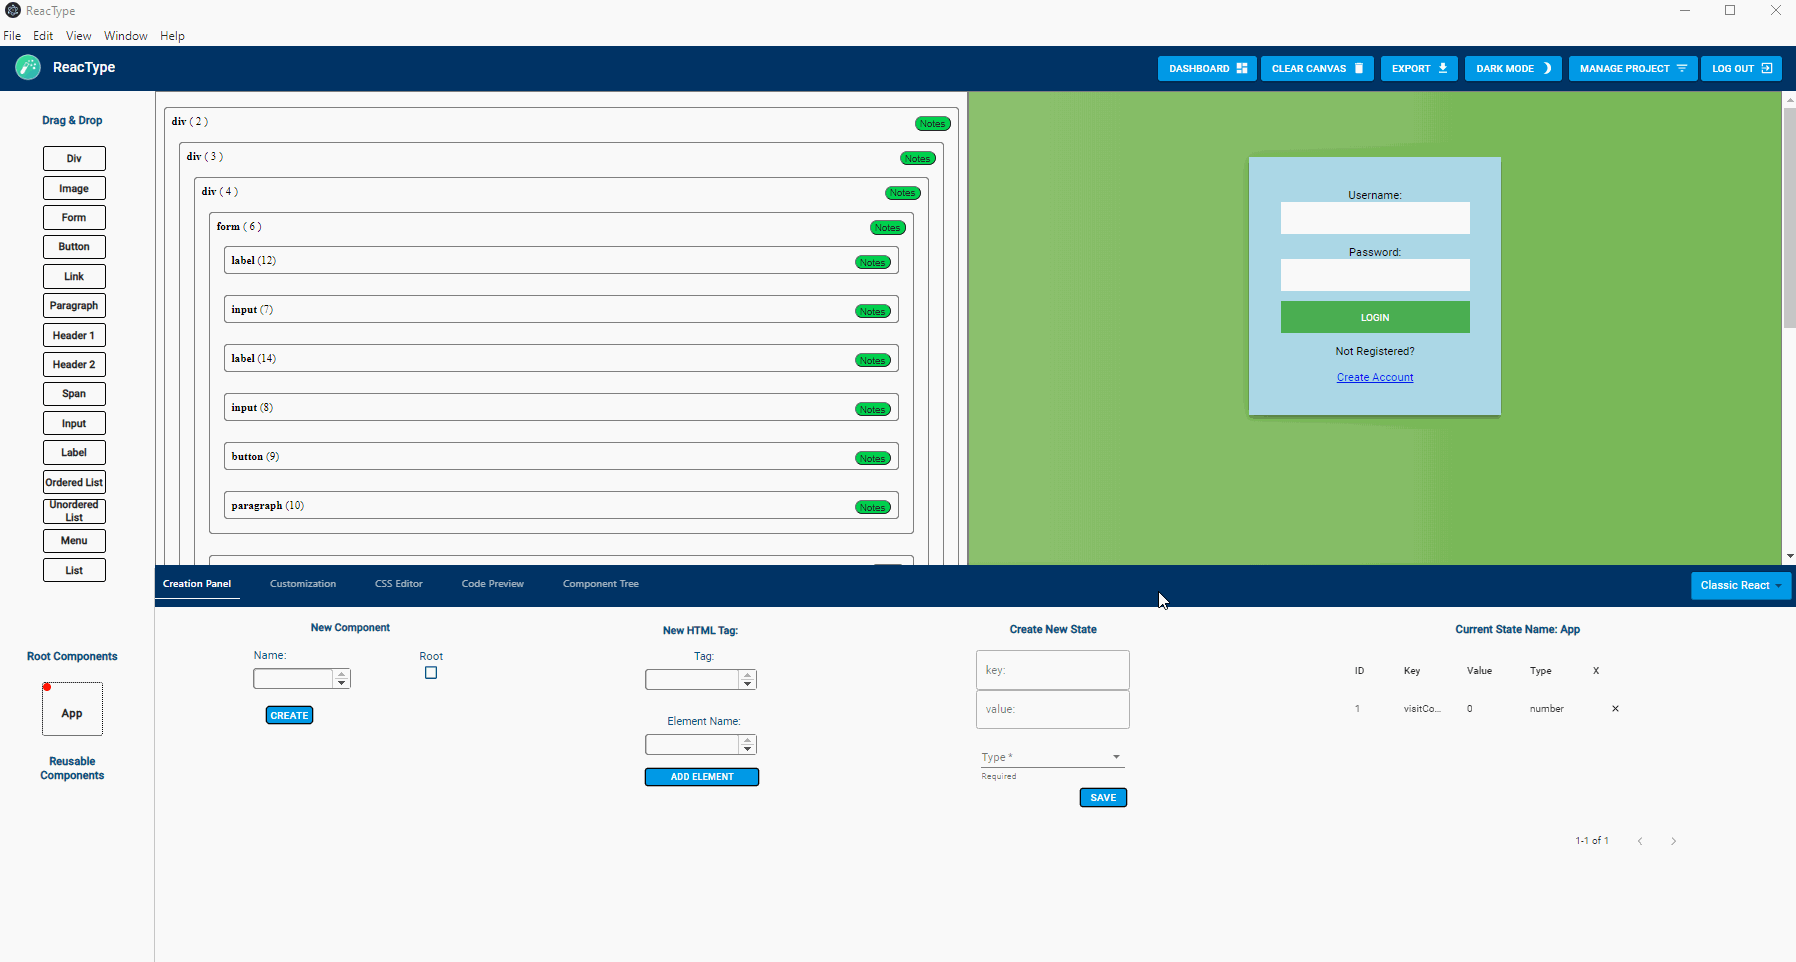 ReacType
File Edit View Window Help
ReacType
DASHBOARD CLEAR CANVAS EXPORT DARK MODE MANAGE PROJECT LOG OUT
Drag & Drop
Div
Image
Form
Button
Link
Paragraph
Header 1
Header 2
Span
Input
Label
Ordered List
Unordered
List
Menu
List
Root Components
App
Reusable
Components
div ( 2 ) Notes
div ( 3 ) Notes
div ( 4 ) Notes
form ( 6 ) Notes
label (12) Notes
input (7) Notes
label (14) Notes
input (8) Notes
button (9) Notes
paragraph (10) Notes
Username:
Password:
LOGIN
Not Registered?
Create Account
Creation Panel Customization CSS Editor Code Preview Component Tree Classic React
New Component
Name: Root
CREATE
New HTML Tag:
Tag:
Element Name:
ADD ELEMENT
Create New State
key:
value:
Type *
Required
SAVE
Current State Name: App
ID Key Value Type X
1 visitCo... 0 number ×
1-1 of 1